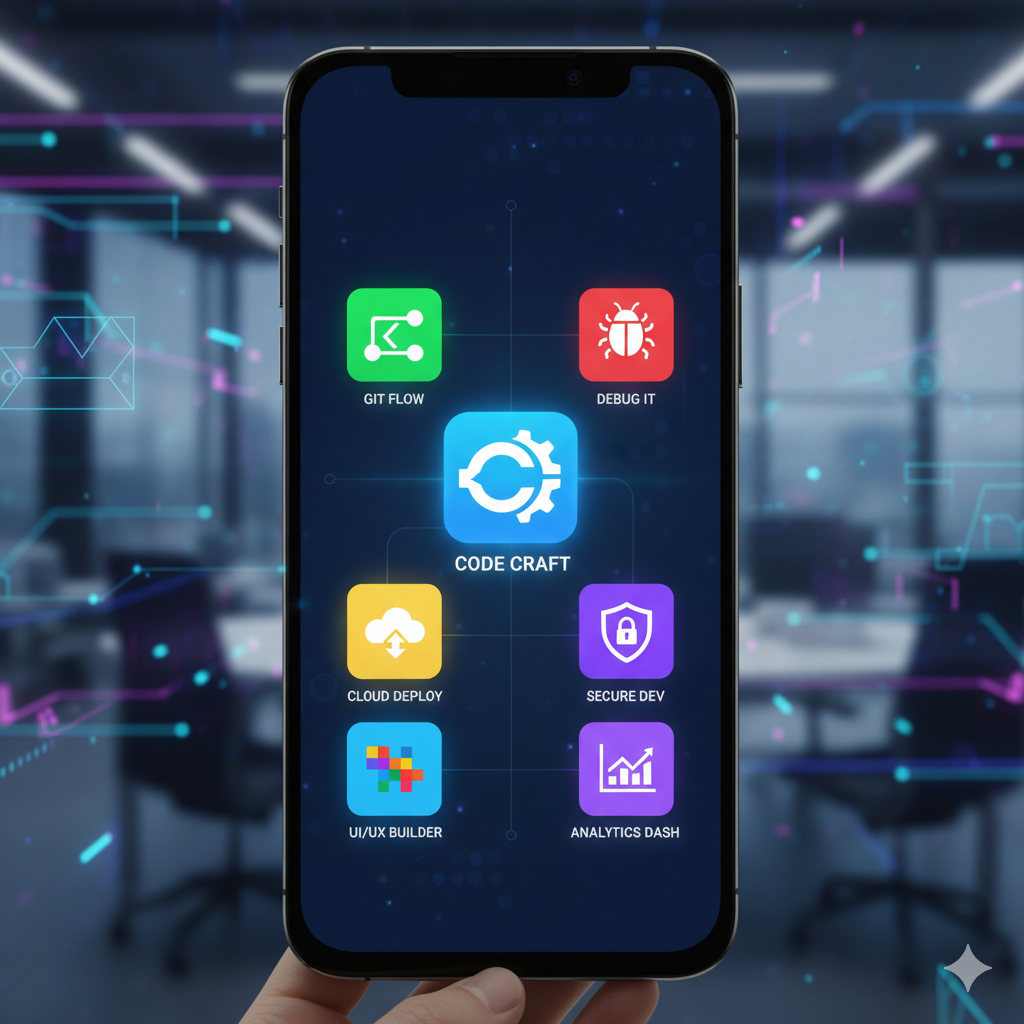 GIT FLOW
DEBUG IT
CODE CRAFT
CLOUD DEPLOY
SECURE DEV
UI/UX BUILDER
ANALYTICS DASH